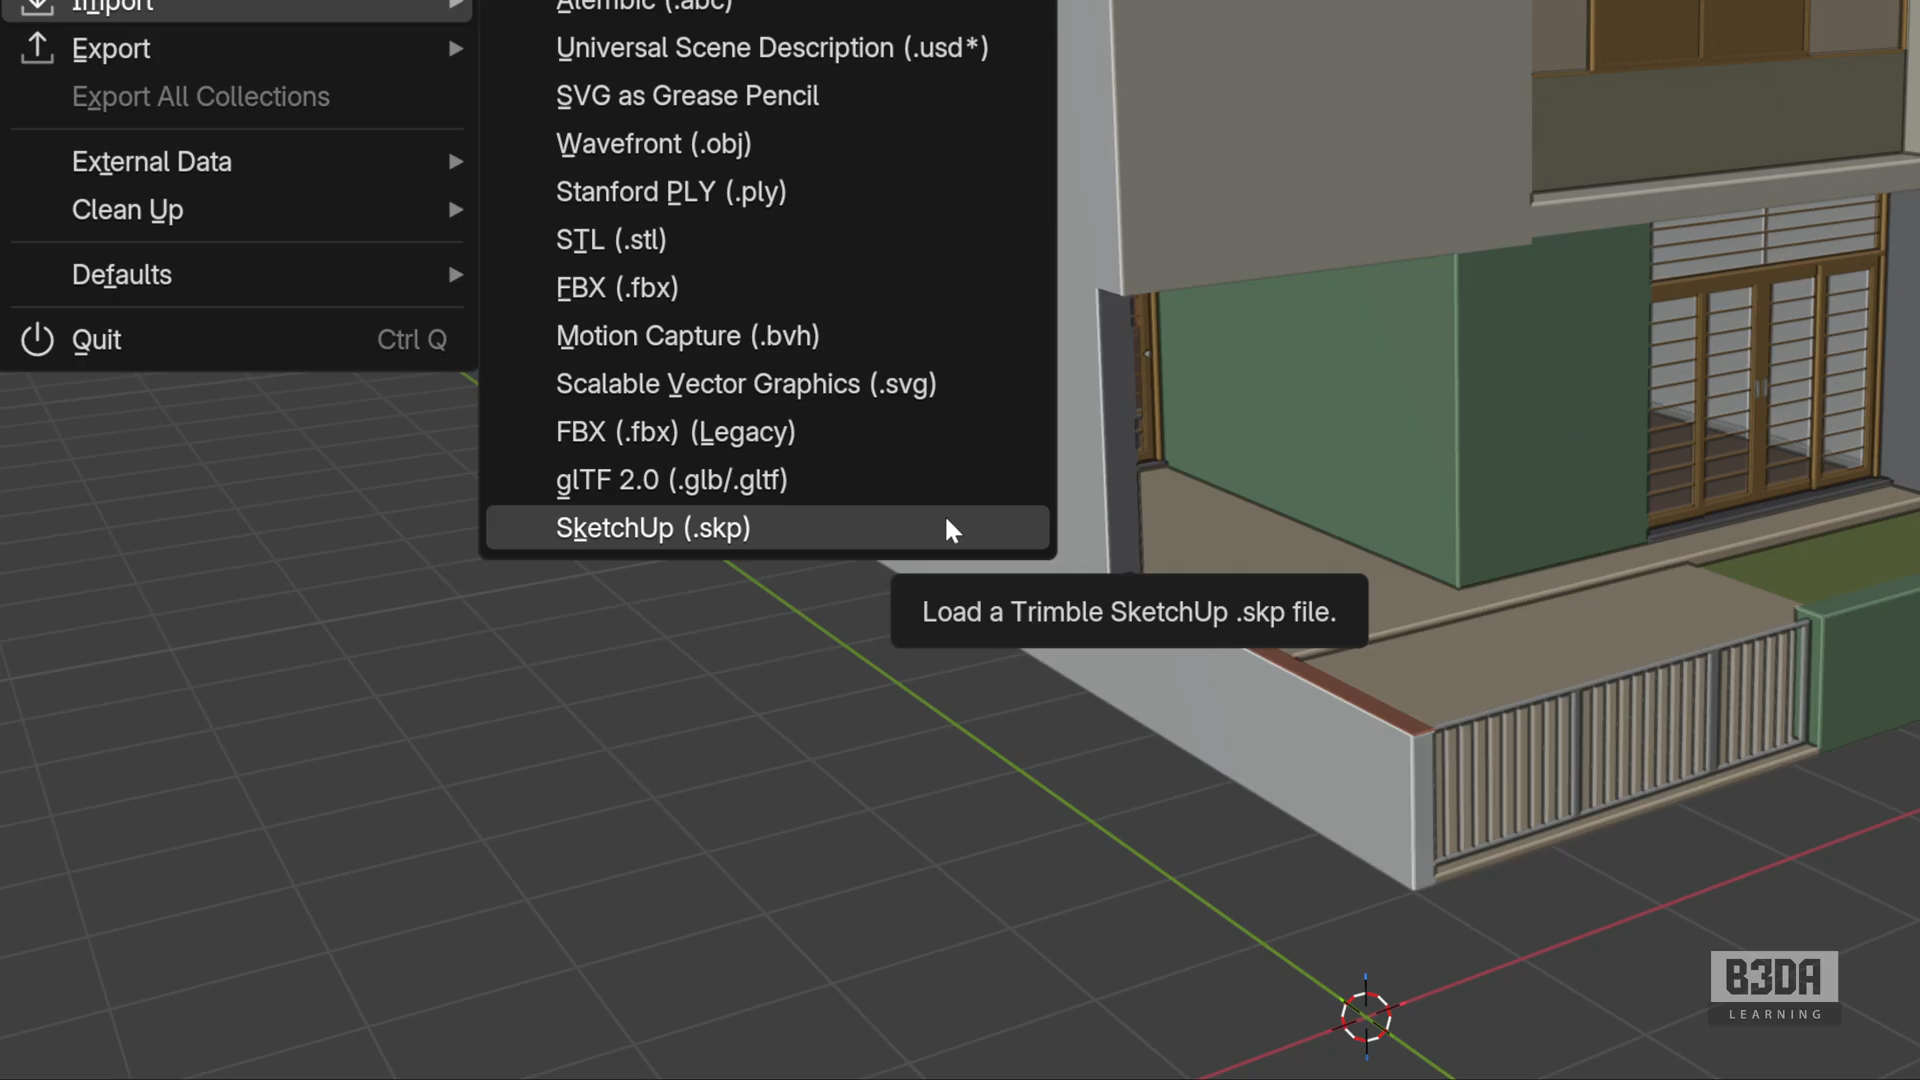 Import
Export
Export All Collections
External Data
Clean Up
Defaults
Quit Ctrl Q
Alembic (.abc)
Universal Scene Description (.usd*)
SVG as Grease Pencil
Wavefront (.obj)
Stanford PLY (.ply)
STL (.stl)
FBX (.fbx)
Motion Capture (.bvh)
Scalable Vector Graphics (.svg)
FBX (.fbx) (Legacy)
glTF 2.0 (.glb/.gltf)
SketchUp (.skp)
Load a Trimble SketchUp .skp file.
B3DA
LEARNING